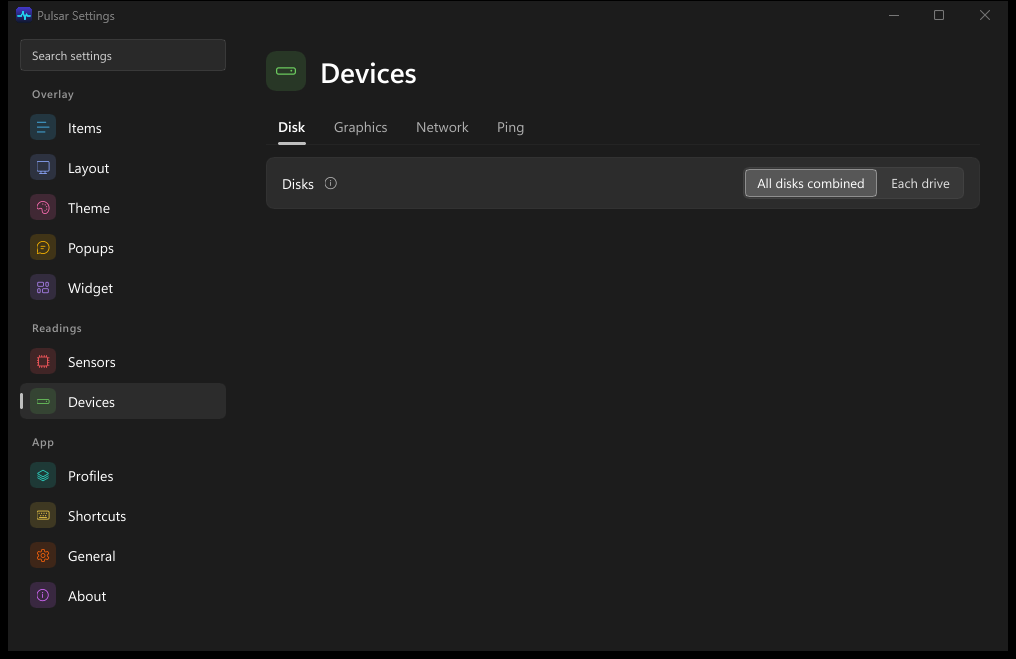 Pulsar Settings
Search settings
Overlay
Items
Layout
Theme
Popups
Widget
Readings
Sensors
Devices
App
Profiles
Shortcuts
General
About
Devices
Disk Graphics Network Ping
Disks All disks combined Each drive